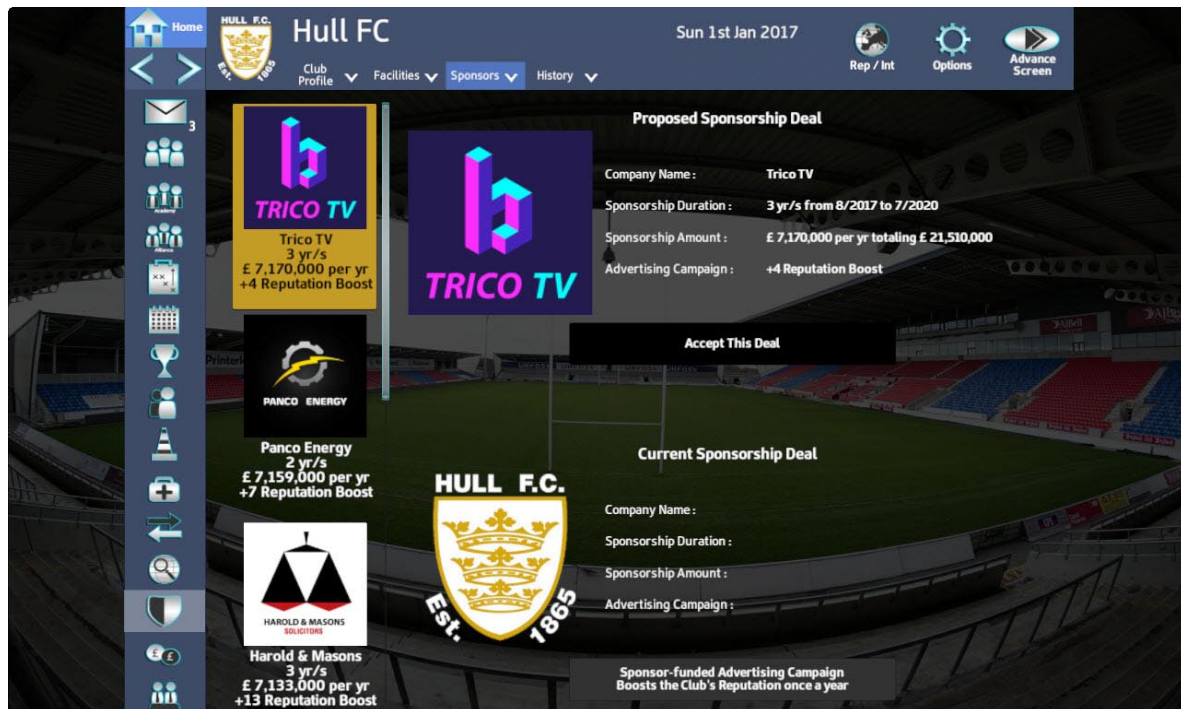 Home
HULL F.C.
Est. 1865
Hull FC
Sun 1st Jan 2017
Rep / Int
Options
Advance
Screen
Club
Profile
Facilities
Sponsors
History
3
Academy
Alliance
TRICO TV
Trico TV
3 yr/s
£ 7,170,000 per yr
+4 Reputation Boost
PANCO ENERGY
Panco Energy
2 yr/s
£ 7,159,000 per yr
+7 Reputation Boost
HAROLD & MASONS
SOLICITORS
Harold & Masons
3 yr/s
£ 7,133,000 per yr
+13 Reputation Boost
TRICO TV
Proposed Sponsorship Deal
Company Name : Trico TV
Sponsorship Duration : 3 yr/s from 8/2017 to 7/2020
Sponsorship Amount : £ 7,170,000 per yr totaling £ 21,510,000
Advertising Campaign : +4 Reputation Boost
Accept This Deal
Current Sponsorship Deal
HULL F.C.
Est. 1865
Company Name :
Sponsorship Duration :
Sponsorship Amount :
Advertising Campaign :
Sponsor-funded Advertising Campaign
Boosts the Club's Reputation once a year
AJBell